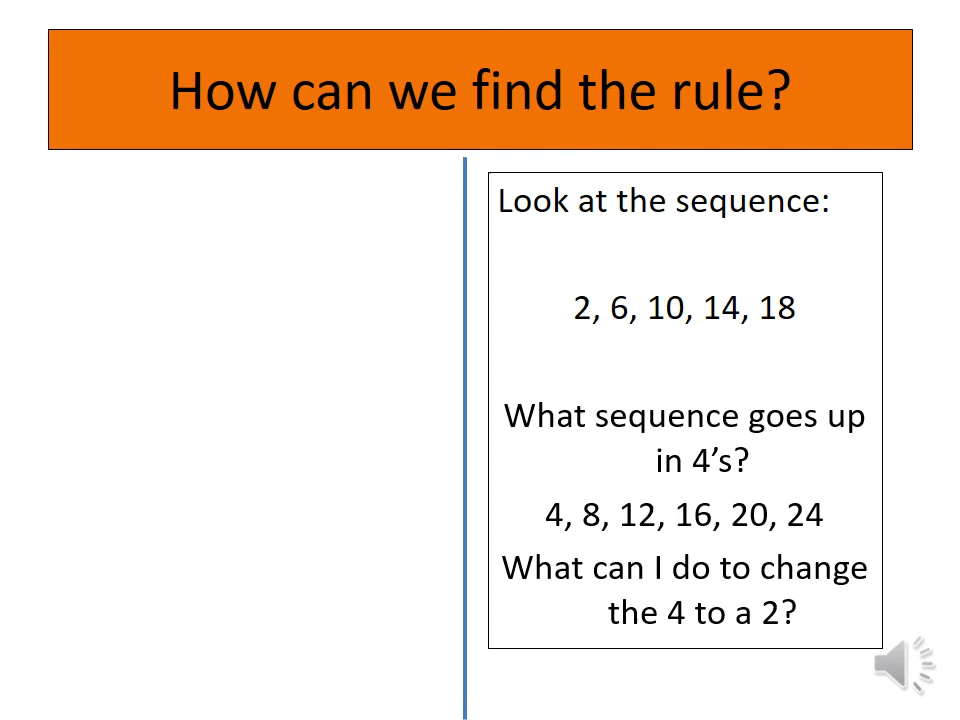 How can we find the rule?
Look at the sequence:
2, 6, 10, 14, 18
What sequence goes up
in 4’s?
4, 8, 12, 16, 20, 24
What can I do to change
the 4 to a 2?